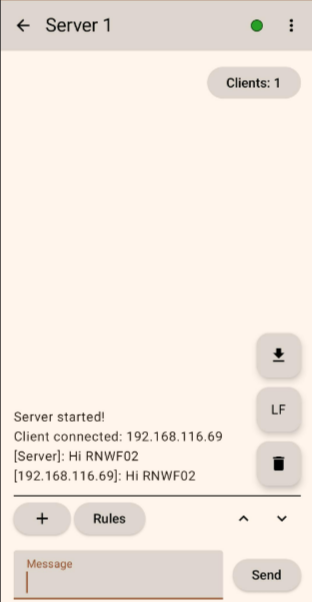 Server 1
Clients: 1
LF
Server started!
Client connected: 192.168.116.69
[Server]: Hi RNWF02
[192.168.116.69]: Hi RNWF02
+ Rules
Message
Send